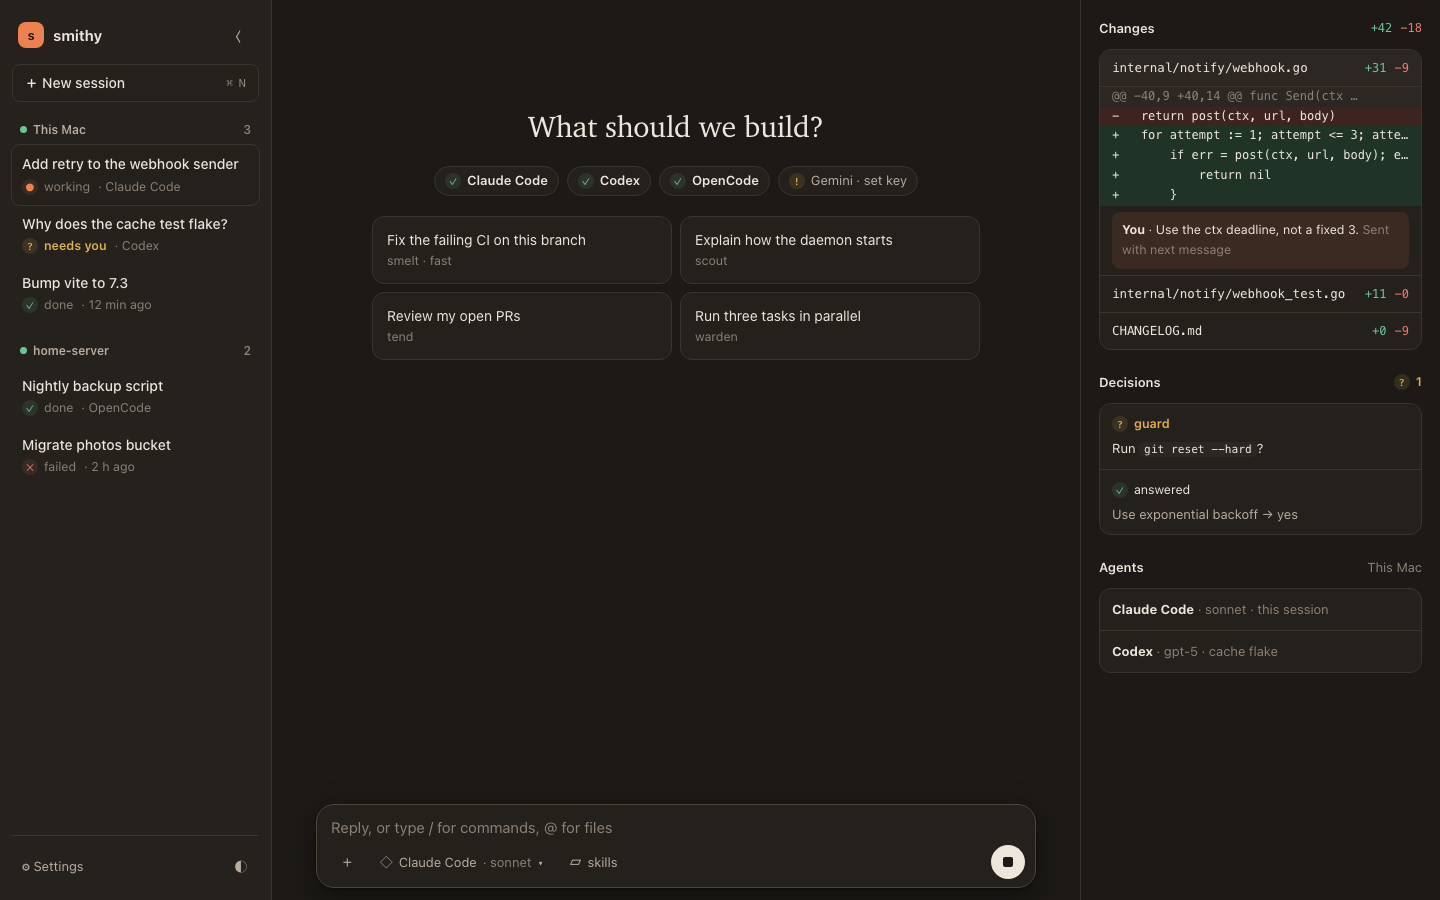 s smithy
+ New session ⌘ N
This Mac 3
Add retry to the webhook sender
working · Claude Code
Why does the cache test flake?
? needs you · Codex
Bump vite to 7.3
✓ done · 12 min ago
home-server 2
Nightly backup script
✓ done · OpenCode
Migrate photos bucket
✕ failed · 2 h ago
⚙ Settings
What should we build?
✓ Claude Code ✓ Codex ✓ OpenCode ! Gemini · set key
Fix the failing CI on this branch
smelt · fast
Explain how the daemon starts
scout
Review my open PRs
tend
Run three tasks in parallel
warden
Reply, or type / for commands, @ for files
+ ◇ Claude Code · sonnet ▾ ▱ skills
Changes +42 −18
internal/notify/webhook.go +31 −9
@@ −40,9 +40,14 @@ func Send(ctx …
− return post(ctx, url, body)
+ for attempt := 1; attempt <= 3; atte…
+ if err = post(ctx, url, body); e…
+ return nil
+ }
You · Use the ctx deadline, not a fixed 3. Sent
with next message
internal/notify/webhook_test.go +11 −0
CHANGELOG.md +0 −9
Decisions ? 1
? guard
Run git reset --hard ?
✓ answered
Use exponential backoff → yes
Agents This Mac
Claude Code · sonnet · this session
Codex · gpt-5 · cache flake